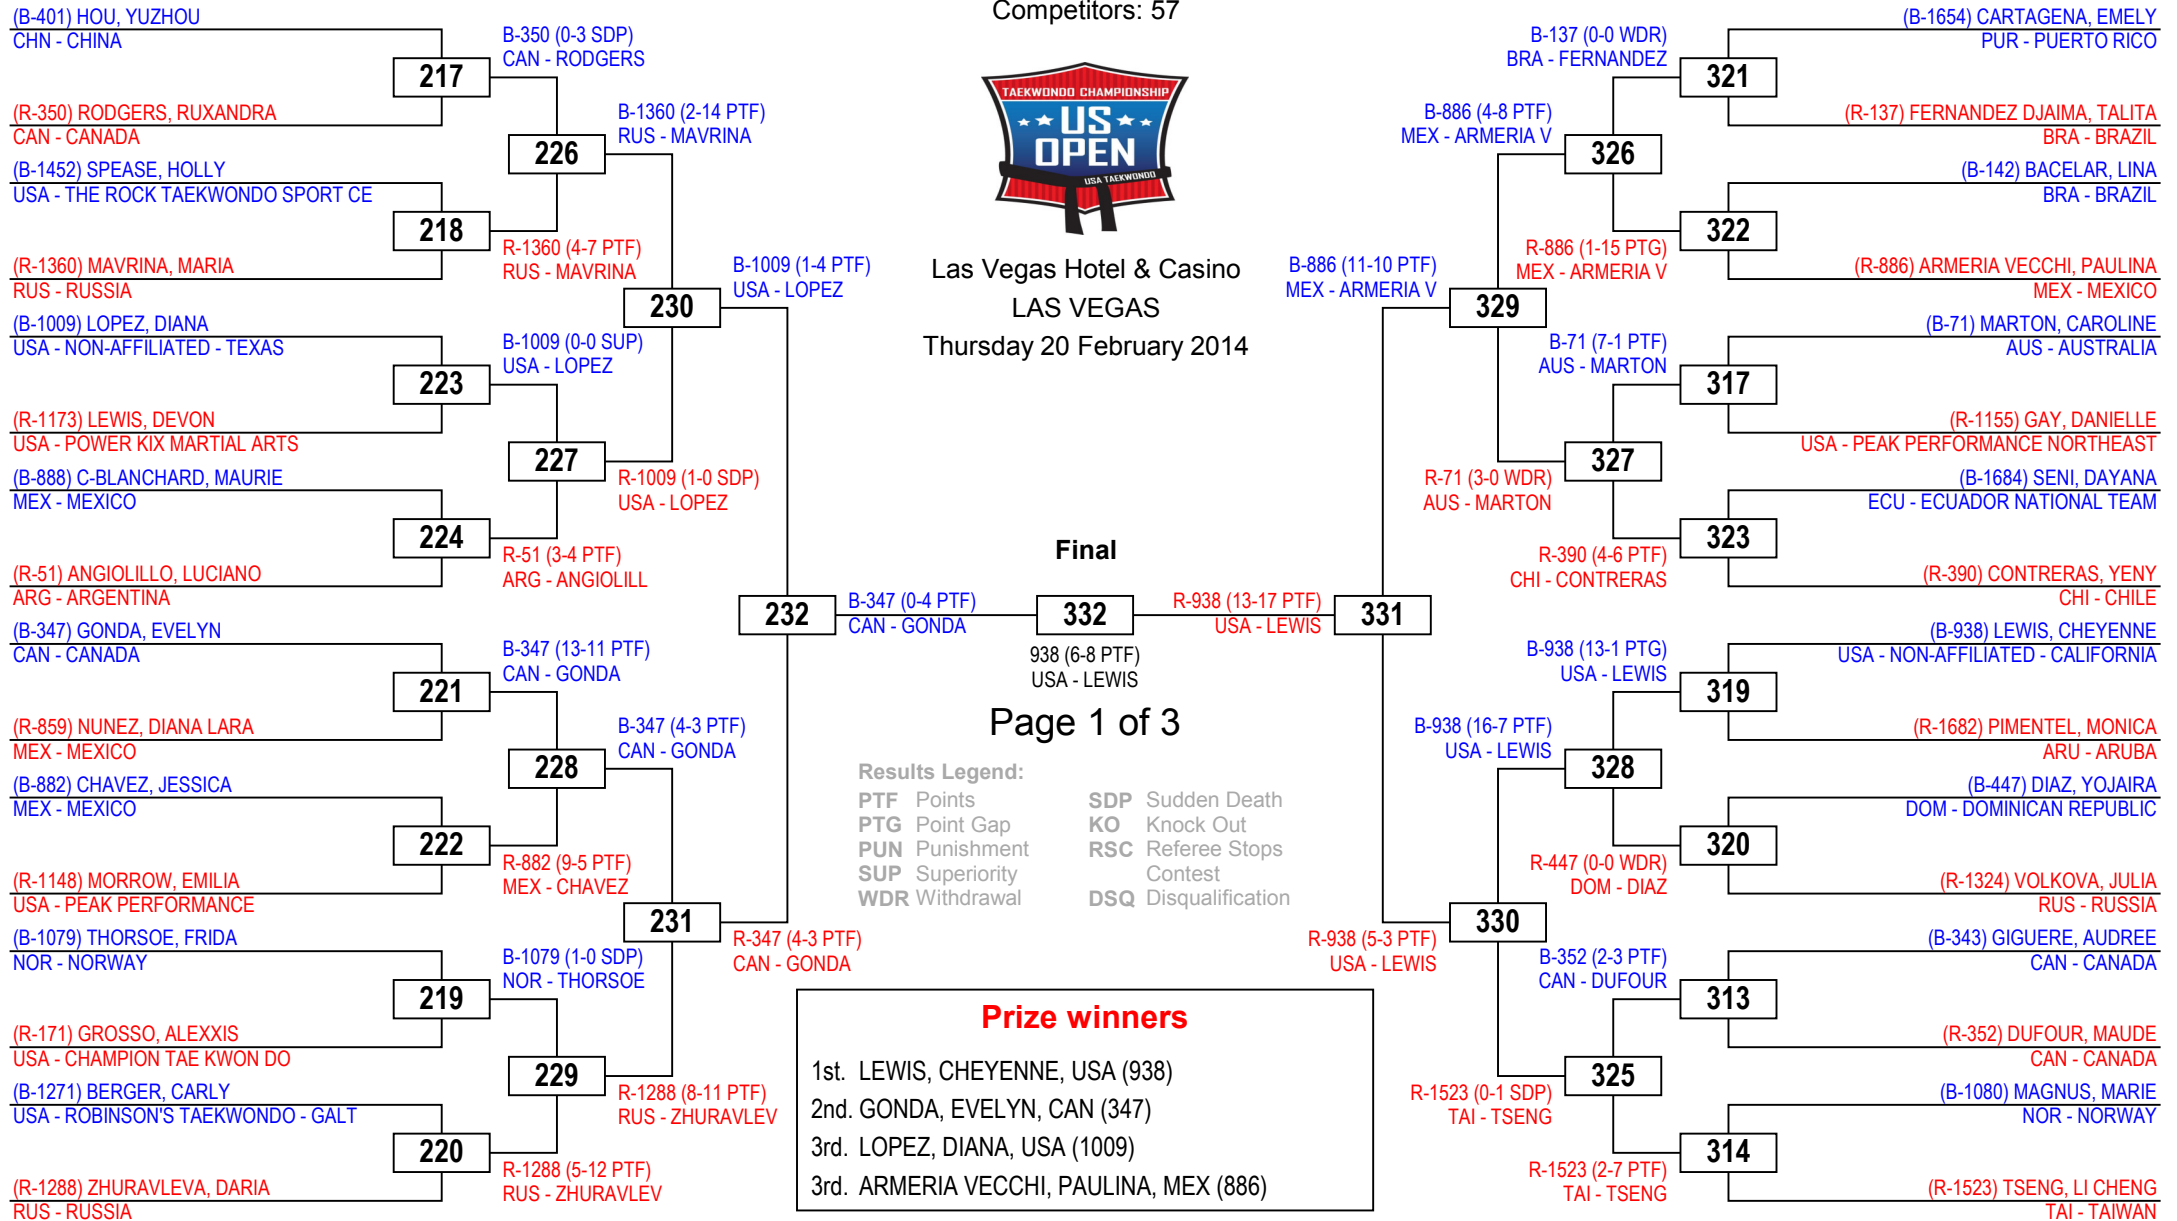 Competitors: 57
TAEKWONDO CHAMPIONSHIP
US
OPEN
USA TAEKWONDO
Las Vegas Hotel & Casino
LAS VEGAS
Thursday 20 February 2014
(B-401) HOU, YUZHOU
CHN - CHINA
217
(R-350) RODGERS, RUXANDRA
CAN - CANADA
(B-1452) SPEASE, HOLLY
USA - THE ROCK TAEKWONDO SPORT CE
218
(R-1360) MAVRINA, MARIA
RUS - RUSSIA
(B-1009) LOPEZ, DIANA
USA - NON-AFFILIATED - TEXAS
223
(R-1173) LEWIS, DEVON
USA - POWER KIX MARTIAL ARTS
(B-888) C-BLANCHARD, MAURIE
MEX - MEXICO
224
(R-51) ANGIOLILLO, LUCIANO
ARG - ARGENTINA
(B-347) GONDA, EVELYN
CAN - CANADA
221
(R-859) NUNEZ, DIANA LARA
MEX - MEXICO
(B-882) CHAVEZ, JESSICA
MEX - MEXICO
222
(R-1148) MORROW, EMILIA
USA - PEAK PERFORMANCE
(B-1079) THORSOE, FRIDA
NOR - NORWAY
219
(R-171) GROSSO, ALEXXIS
USA - CHAMPION TAE KWON DO
(B-1271) BERGER, CARLY
USA - ROBINSON'S TAEKWONDO - GALT
220
(R-1288) ZHURAVLEVA, DARIA
RUS - RUSSIA
B-350 (0-3 SDP)
CAN - RODGERS
226
R-1360 (4-7 PTF)
RUS - MAVRINA
B-1009 (0-0 SUP)
USA - LOPEZ
227
R-51 (3-4 PTF)
ARG - ANGIOLILL
B-347 (13-11 PTF)
CAN - GONDA
228
R-882 (9-5 PTF)
MEX - CHAVEZ
B-1079 (1-0 SDP)
NOR - THORSOE
229
R-1288 (5-12 PTF)
RUS - ZHURAVLEV
B-1360 (2-14 PTF)
RUS - MAVRINA
230
R-1009 (1-0 SDP)
USA - LOPEZ
B-347 (4-3 PTF)
CAN - GONDA
231
R-1288 (8-11 PTF)
RUS - ZHURAVLEV
B-1009 (1-4 PTF)
USA - LOPEZ
232
R-347 (4-3 PTF)
CAN - GONDA
B-347 (0-4 PTF)
CAN - GONDA
Final
332
938 (6-8 PTF)
USA - LEWIS
R-938 (13-17 PTF)
USA - LEWIS
331
B-886 (11-10 PTF)
MEX - ARMERIA V
R-938 (5-3 PTF)
USA - LEWIS
329
330
B-886 (4-8 PTF)
MEX - ARMERIA V
R-71 (3-0 WDR)
AUS - MARTON
B-938 (16-7 PTF)
USA - LEWIS
R-1523 (0-1 SDP)
TAI - TSENG
B-137 (0-0 WDR)
BRA - FERNANDEZ
326
R-886 (1-15 PTG)
MEX - ARMERIA V
B-71 (7-1 PTF)
AUS - MARTON
327
R-390 (4-6 PTF)
CHI - CONTRERAS
B-938 (13-1 PTG)
USA - LEWIS
328
R-447 (0-0 WDR)
DOM - DIAZ
B-352 (2-3 PTF)
CAN - DUFOUR
325
R-1523 (2-7 PTF)
TAI - TSENG
(B-1654) CARTAGENA, EMELY
PUR - PUERTO RICO
321
(R-137) FERNANDEZ DJAIMA, TALITA
BRA - BRAZIL
(B-142) BACELAR, LINA
BRA - BRAZIL
322
(R-886) ARMERIA VECCHI, PAULINA
MEX - MEXICO
(B-71) MARTON, CAROLINE
AUS - AUSTRALIA
317
(R-1155) GAY, DANIELLE
USA - PEAK PERFORMANCE NORTHEAST
(B-1684) SENI, DAYANA
ECU - ECUADOR NATIONAL TEAM
323
(R-390) CONTRERAS, YENY
CHI - CHILE
(B-938) LEWIS, CHEYENNE
USA - NON-AFFILIATED - CALIFORNIA
319
(R-1682) PIMENTEL, MONICA
ARU - ARUBA
(B-447) DIAZ, YOJAIRA
DOM - DOMINICAN REPUBLIC
320
(R-1324) VOLKOVA, JULIA
RUS - RUSSIA
(B-343) GIGUERE, AUDREE
CAN - CANADA
313
(R-352) DUFOUR, MAUDE
CAN - CANADA
(B-1080) MAGNUS, MARIE
NOR - NORWAY
314
(R-1523) TSENG, LI CHENG
TAI - TAIWAN
Page 1 of 3
Results Legend:
PTF Points SDP Sudden Death
PTG Point Gap KO Knock Out
PUN Punishment RSC Referee Stops
SUP Superiority Contest
WDR Withdrawal DSQ Disqualification
Prize winners
1st. LEWIS, CHEYENNE, USA (938)
2nd. GONDA, EVELYN, CAN (347)
3rd. LOPEZ, DIANA, USA (1009)
3rd. ARMERIA VECCHI, PAULINA, MEX (886)